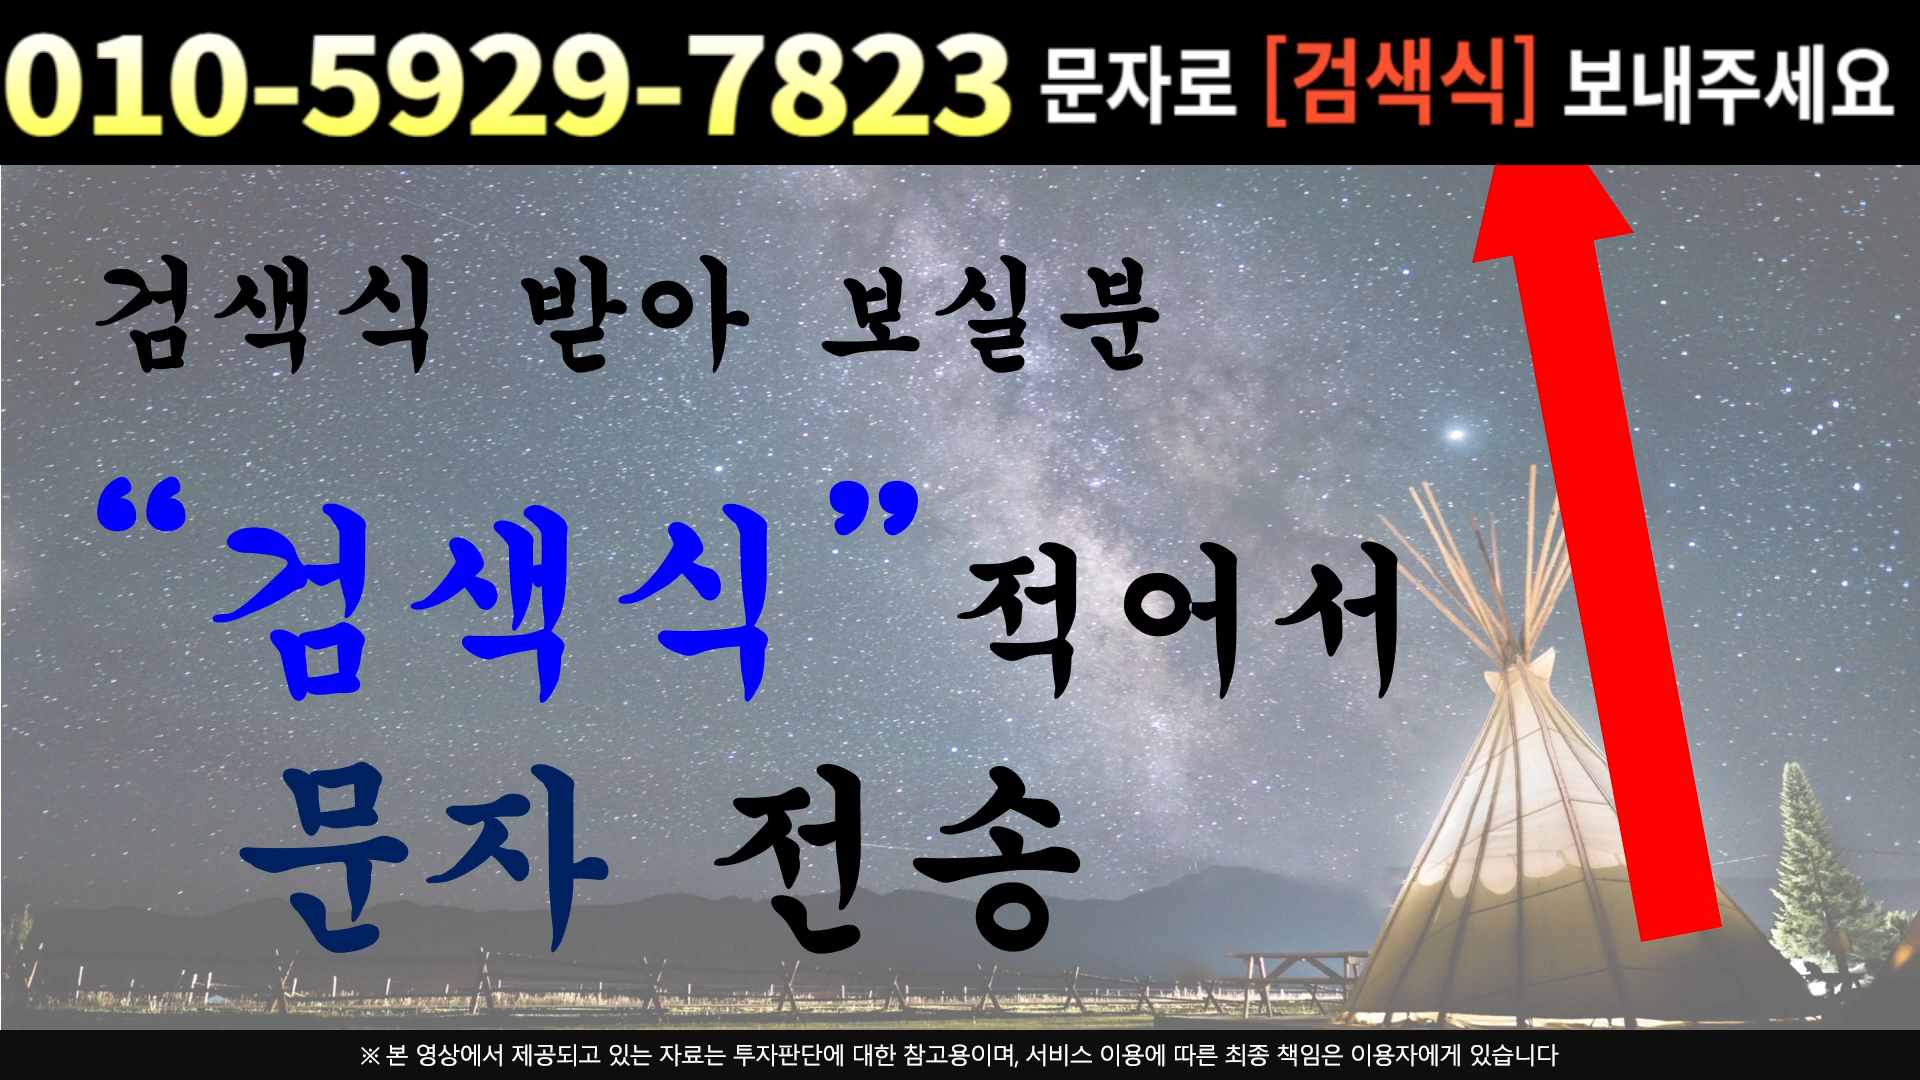 010-5929-7823 문자로 [검색식] 보내주세요
검색식 받아 보실분
“검색식” 적어서
문자 전송
※ 본 영상에서 제공되고 있는 자료는 투자판단에 대한 참고용이며, 서비스 이용에 따른 최종 책임은 이용자에게 있습니다